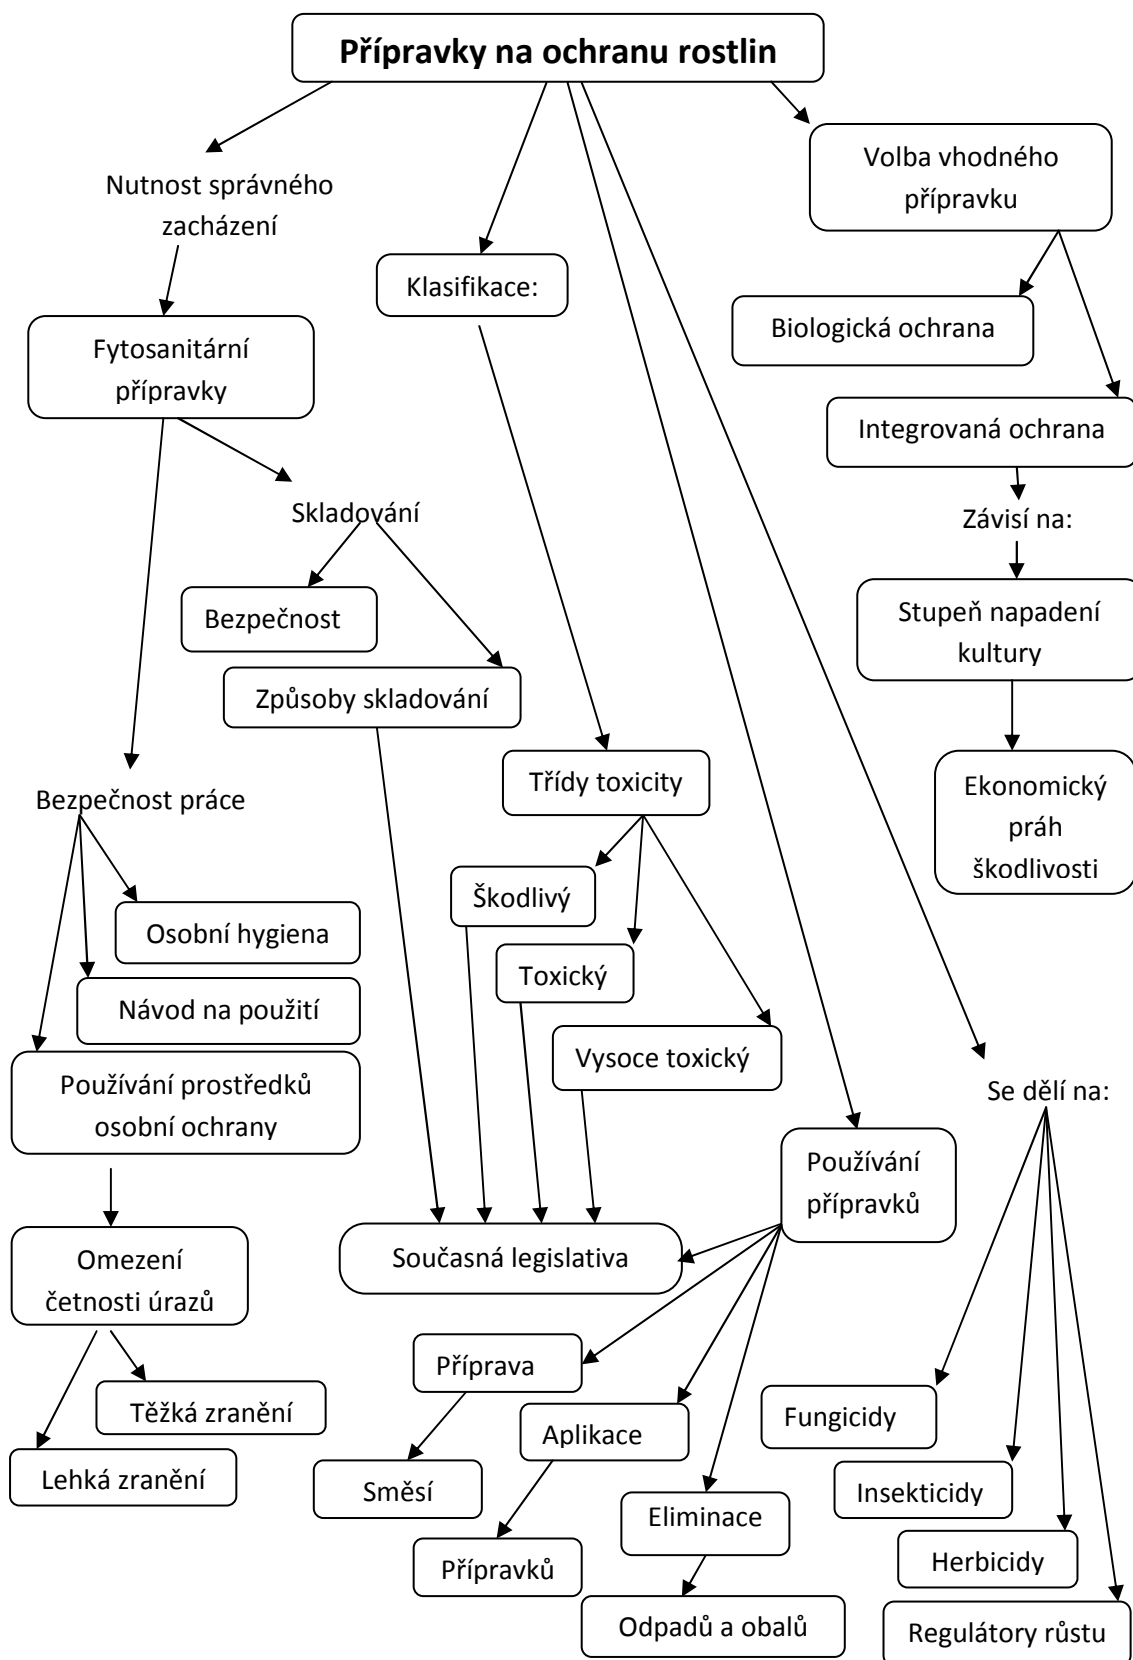 Přípravky na ochranu rostlin
Volba vhodného
přípravku
Nutnost správného
zacházení
Klasifikace:
Biologická ochrana
Fytosanitární
přípravky
Integrovaná ochrana
Skladování
Závisí na:
Bezpečnost
Stupeň napadení
kultury
Způsoby skladování
Třídy toxicity
Ekonomický
práh
škodlivosti
Bezpečnost práce
Škodlivý
Osobní hygiena
Toxický
Návod na použití
Vysoce toxický
Používání prostředků
osobní ochrany
Se dělí na:
Používání
přípravků
Omezení
četnosti úrazů
Současná legislativa
Příprava
Těžká zranění
Fungicidy
Aplikace
Lehká zranění
Směsí
Insekticidy
Eliminace
Herbicidy
Přípravků
Odpadů a obalů
Regulátory růstu